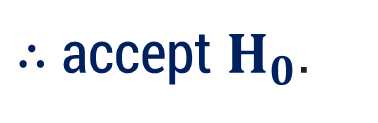 ∴ accept H₀.